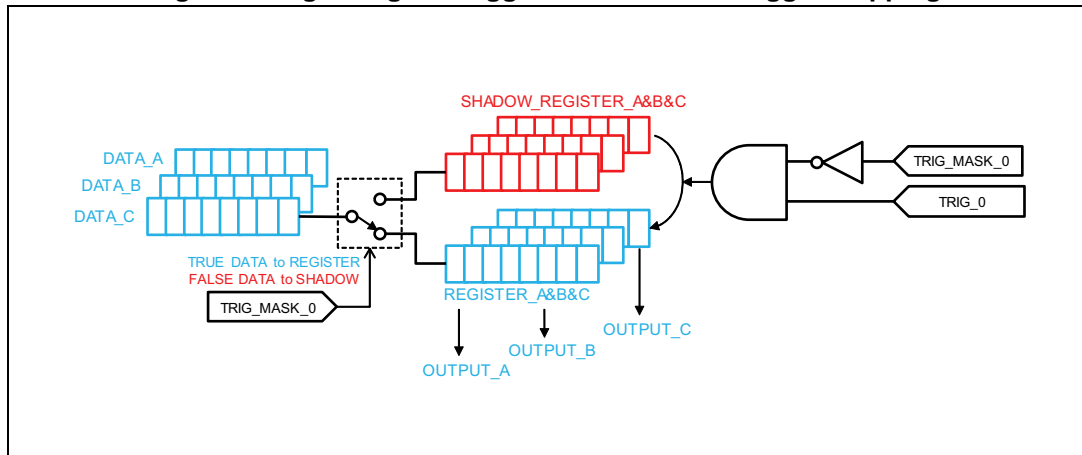 SHADOW_REGISTER_A&B&C
DATA_A
DATA_B
DATA_C
TRIG_MASK_0
TRIG_0
TRUE DATA to REGISTER
FALSE DATA to SHADOW
TRIG_MASK_0
REGISTER_A&B&C
OUTPUT_C
OUTPUT_B
OUTPUT_A